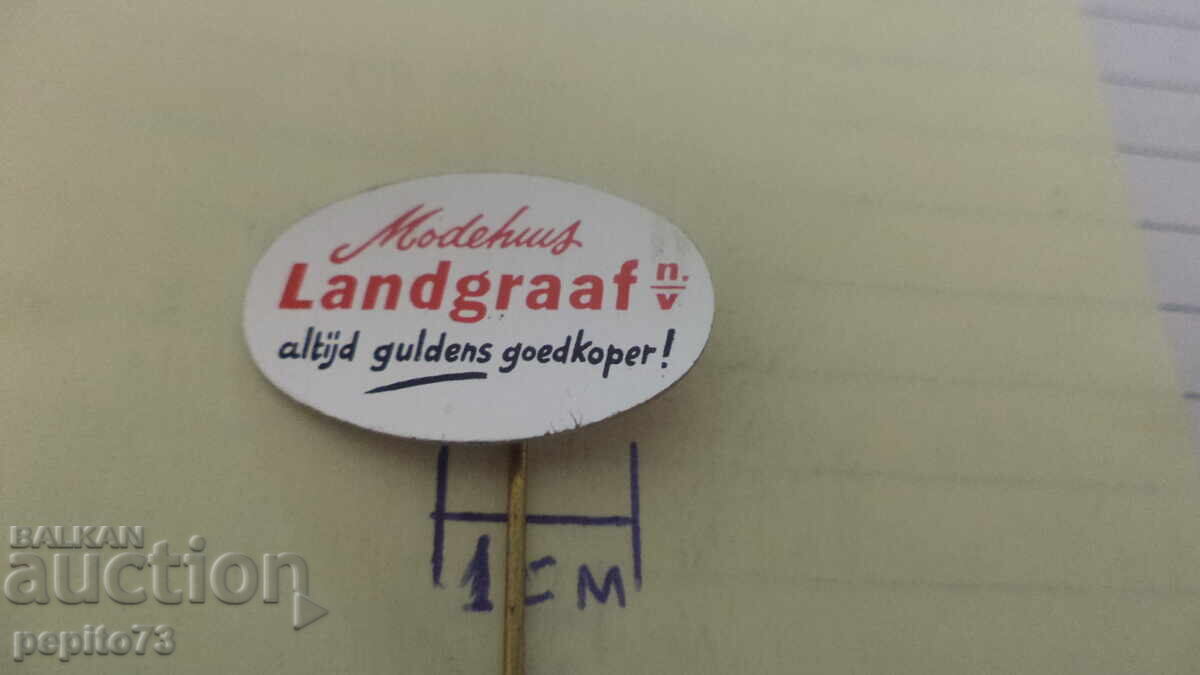 Modehuis
Landgraaf n.v
altijd guldens goedkoper!
1 CM
BALKAN
auction
pepito73